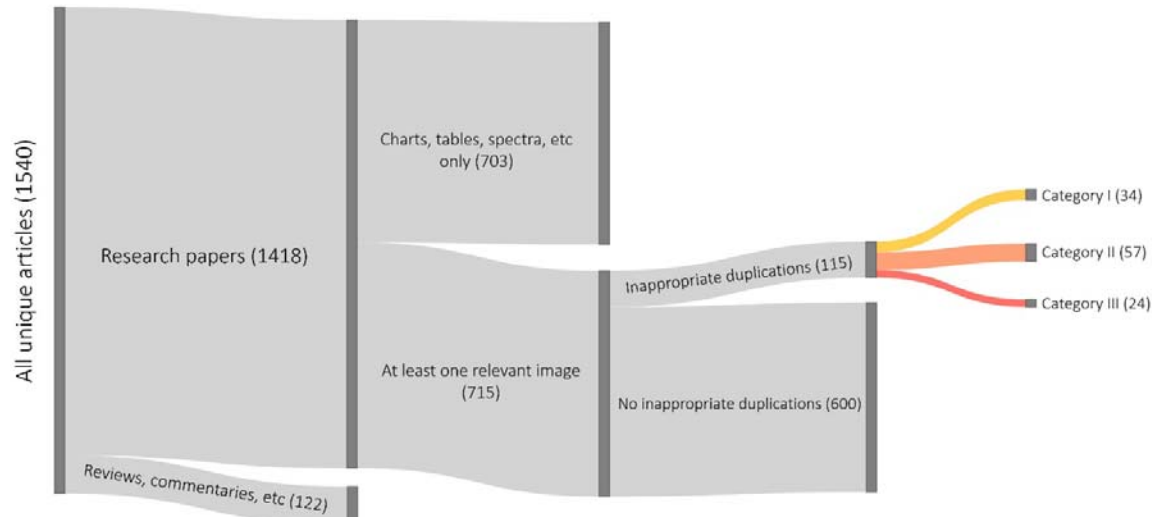 All unique articles (1540)
Research papers (1418)
Reviews, commentaries, etc (122)
Charts, tables, spectra, etc
only (703)
At least one relevant image
(715)
Inappropriate duplications (115)
No inappropriate duplications (600)
Category I (34)
Category II (57)
Category III (24)